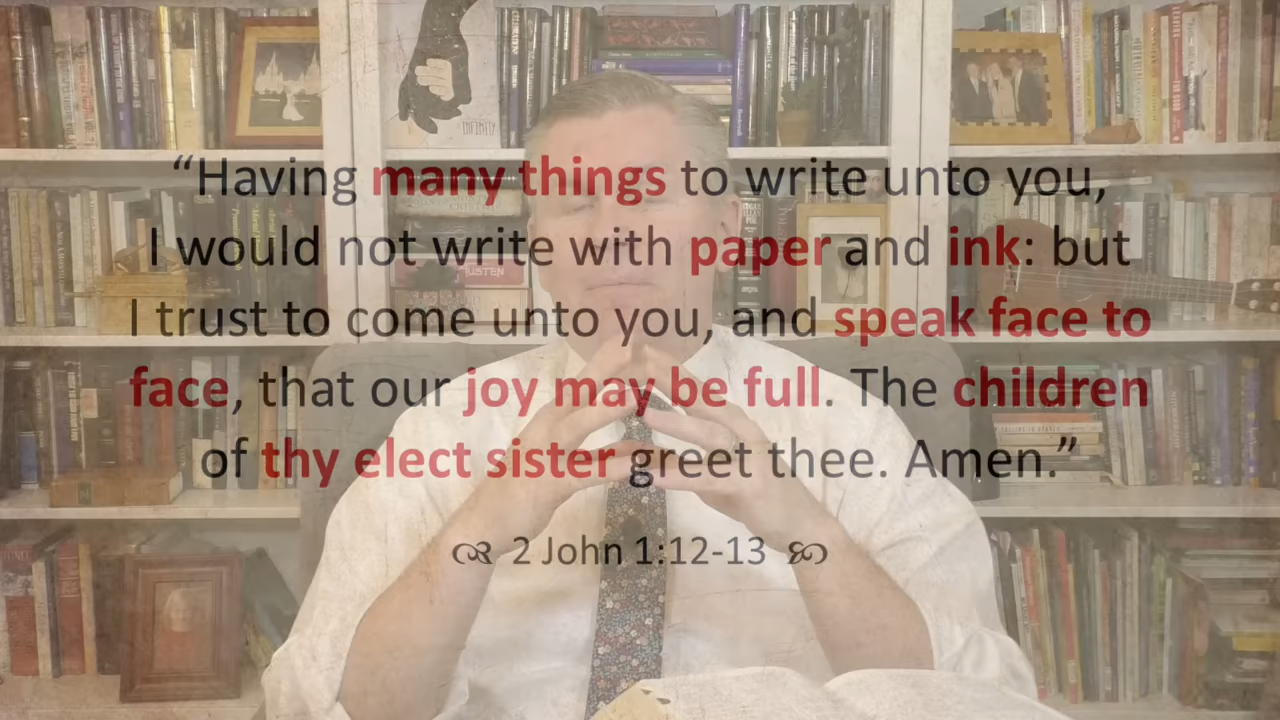 INFINITY
“Having many things to write unto you,
I would not write with paper and ink: but
I trust to come unto you, and speak face to
face, that our joy may be full. The children
of thy elect sister greet thee. Amen.”
2 John 1:12-13